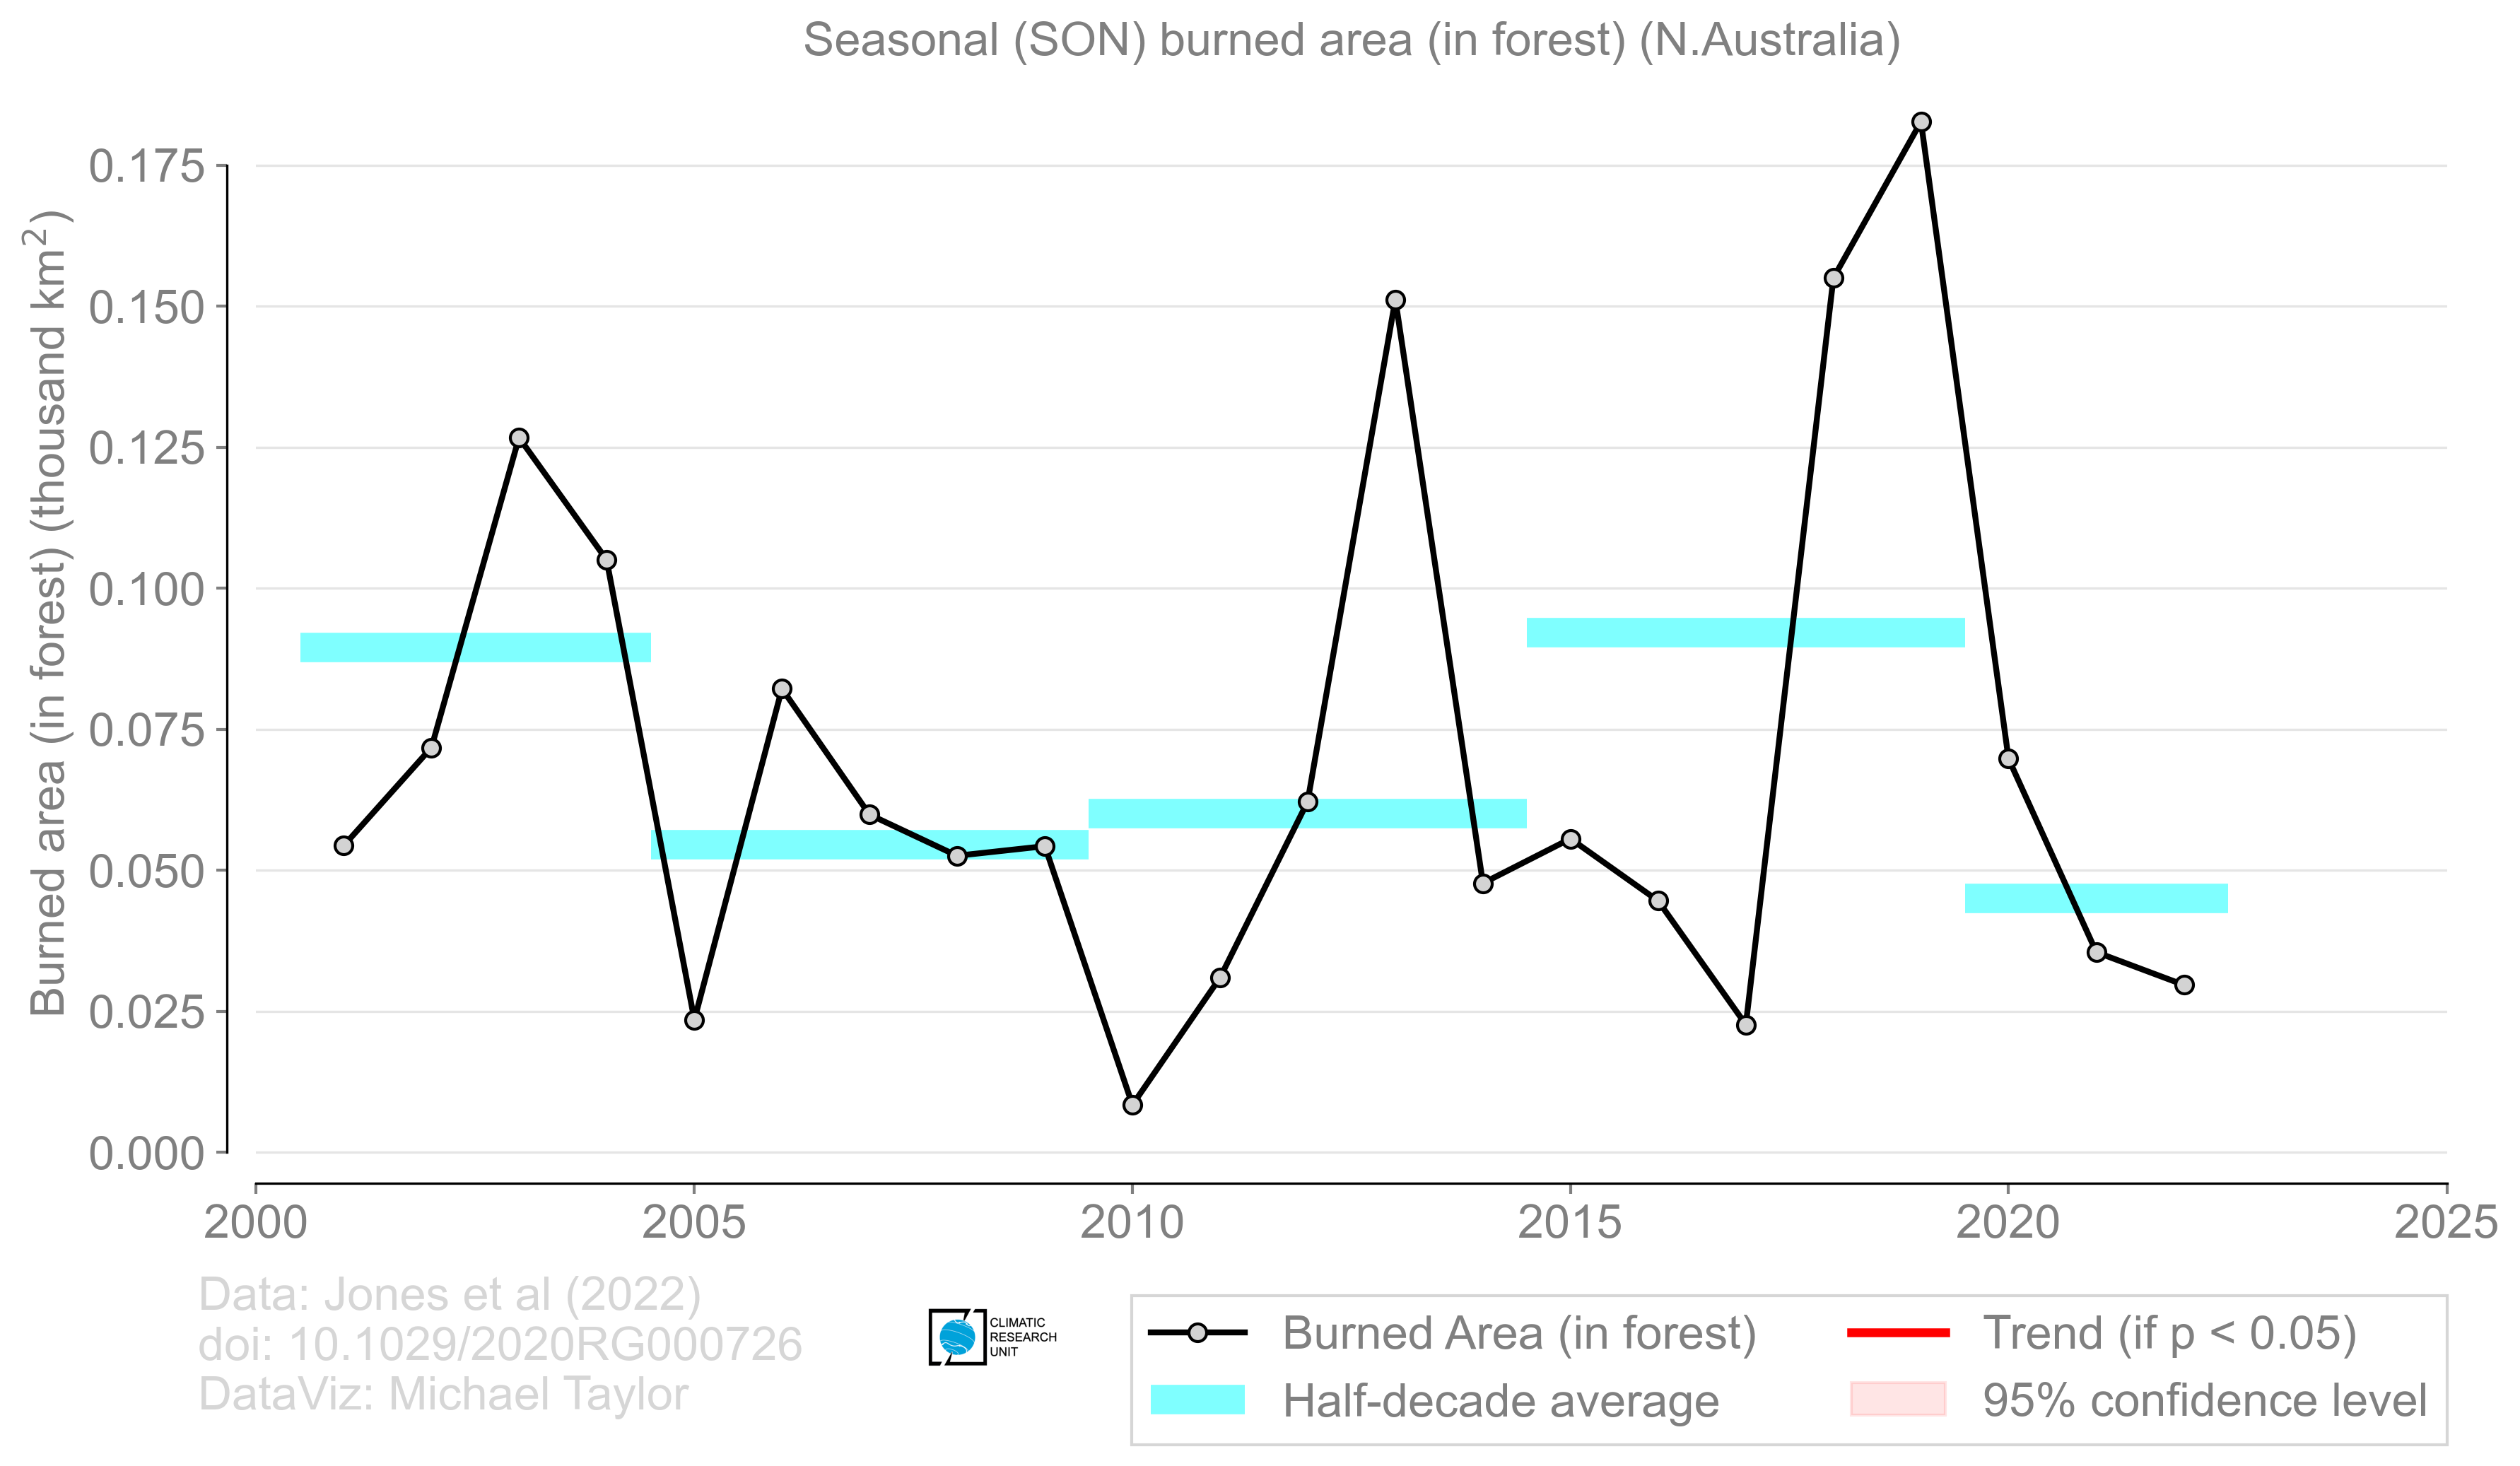 Seasonal (SON) burned area (in forest) (N.Australia)
Burned area (in forest) (thousand km²)
0.175
0.150
0.125
0.100
0.075
0.050
0.025
0.000
2000
2005
2010
2015
2020
2025
Data: Jones et al (2022)
doi: 10.1029/2020RG000726
DataViz: Michael Taylor
CLIMATIC
RESEARCH
UNIT
Burned Area (in forest)
Half-decade average
Trend (if p < 0.05)
95% confidence level